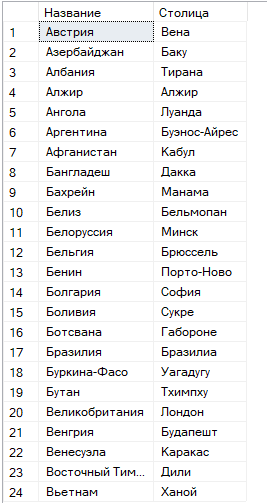 Название Столица
1 Австрия Вена
2 Азербайджан Баку
3 Албания Тирана
4 Алжир Алжир
5 Ангола Луанда
6 Аргентина Буэнос-Айрес
7 Афганистан Кабул
8 Бангладеш Дакка
9 Бахрейн Манама
10 Белиз Бельмопан
11 Белоруссия Минск
12 Бельгия Брюссель
13 Бенин Порто-Ново
14 Болгария София
15 Боливия Сукре
16 Ботсвана Габороне
17 Бразилия Бразилиа
18 Буркина-Фасо Уагадугу
19 Бутан Тхимпху
20 Великобритания Лондон
21 Венгрия Будапешт
22 Венесуэла Каракас
23 Восточный Тим... Дили
24 Вьетнам Ханой